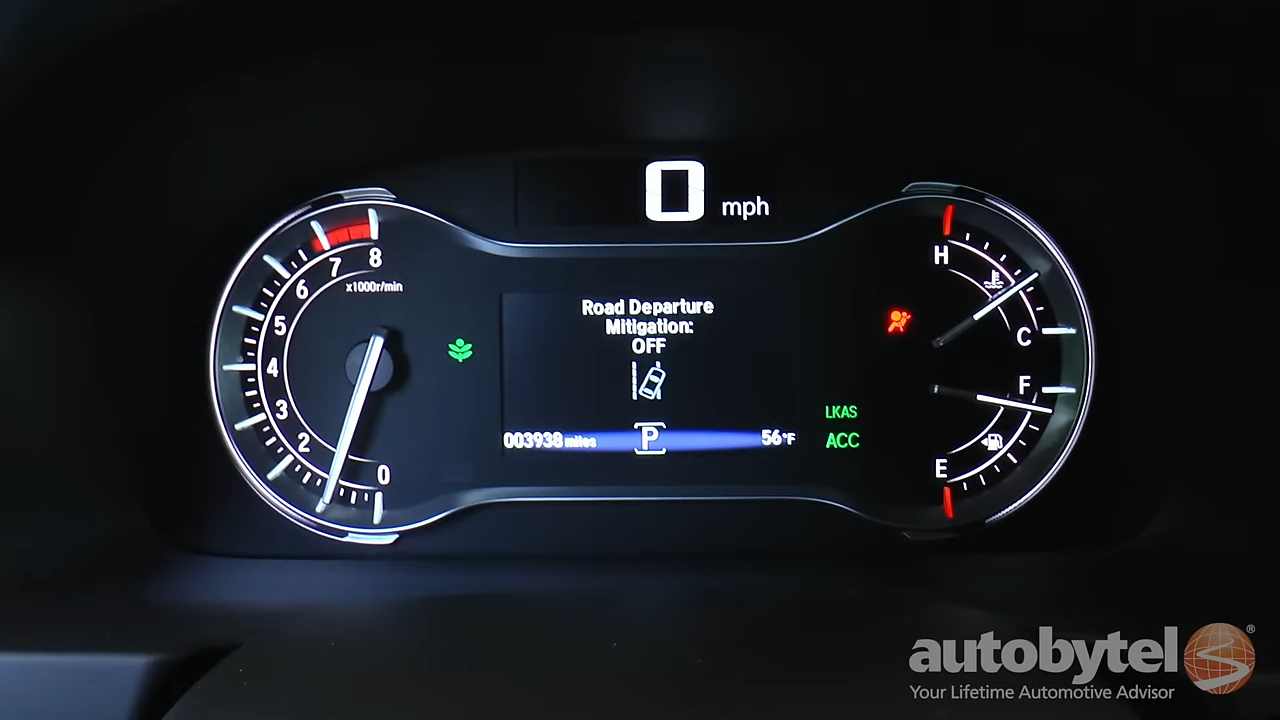 0 mph
8
7
6
x1000r/min
5
4
3
2
0
Road Departure
Mitigation:
OFF
003938 miles
P
56°F
LKAS
ACC
H
C
F
E
autobytel®
Your Lifetime Automotive Advisor